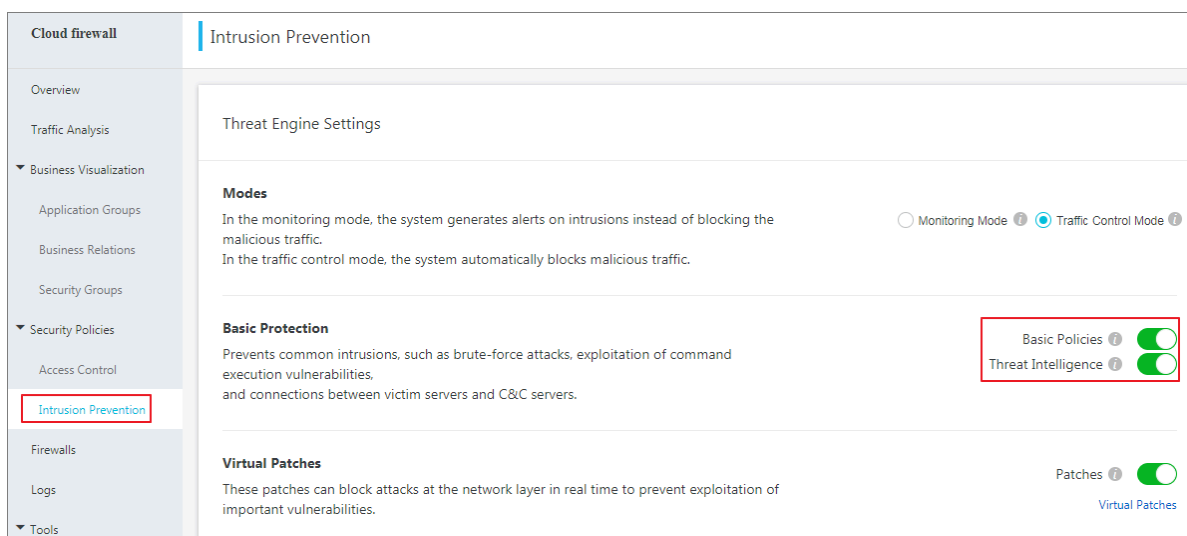 Cloud firewall
Intrusion Prevention
Overview
Traffic Analysis
Business Visualization
Application Groups
Business Relations
Security Groups
Security Policies
Access Control
Intrusion Prevention
Firewalls
Logs
Tools
Threat Engine Settings
Modes
In the monitoring mode, the system generates alerts on intrusions instead of blocking the
malicious traffic.
In the traffic control mode, the system automatically blocks malicious traffic.
Monitoring Mode i Traffic Control Mode i
Basic Protection
Prevents common intrusions, such as brute-force attacks, exploitation of command
execution vulnerabilities,
and connections between victim servers and C&C servers.
Basic Policies i
Threat Intelligence i
Virtual Patches
These patches can block attacks at the network layer in real time to prevent exploitation of
important vulnerabilities.
Patches i
Virtual Patches